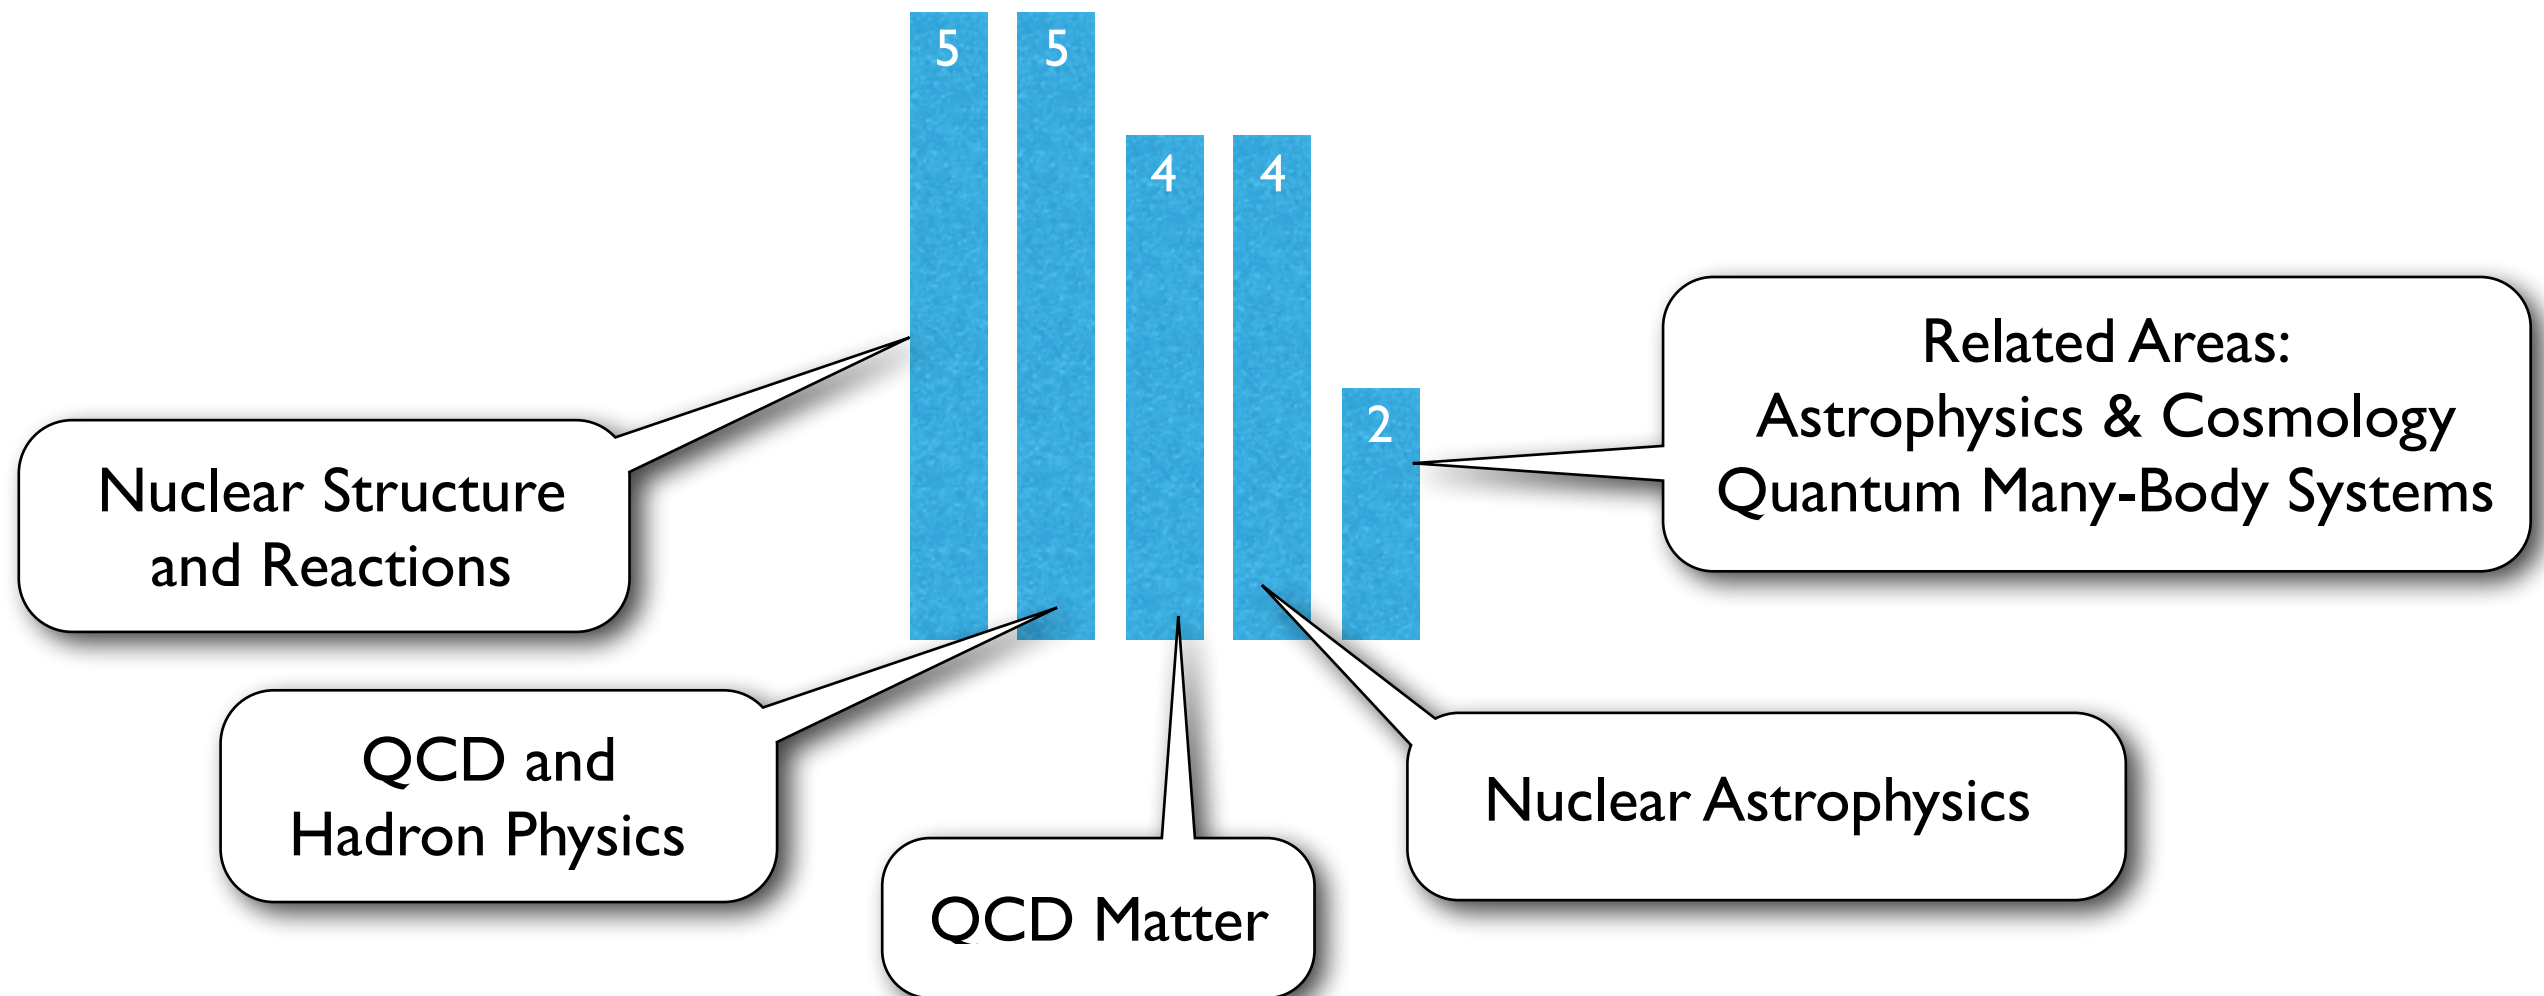 5
5
4
4
2
Related Areas:
Astrophysics & Cosmology
Quantum Many-Body Systems
Nuclear Structure
and Reactions
QCD and
Hadron Physics
Nuclear Astrophysics
QCD Matter